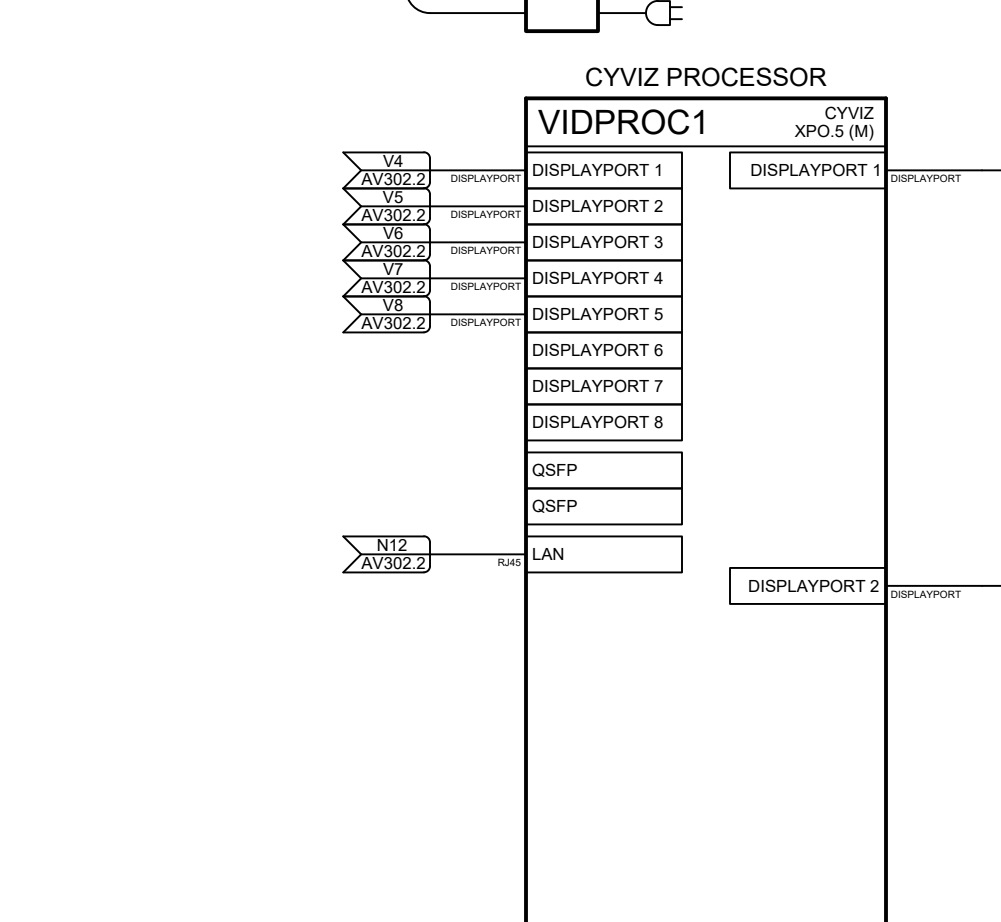 CYVIZ PROCESSOR
VIDPROC1
CYVIZ
XPO.5 (M)
V4
AV302.2
DISPLAYPORT
DISPLAYPORT 1
DISPLAYPORT 1
DISPLAYPORT
V5
AV302.2
DISPLAYPORT
DISPLAYPORT 2
V6
AV302.2
DISPLAYPORT
DISPLAYPORT 3
V7
AV302.2
DISPLAYPORT
DISPLAYPORT 4
V8
AV302.2
DISPLAYPORT
DISPLAYPORT 5
DISPLAYPORT 6
DISPLAYPORT 7
DISPLAYPORT 8
QSFP
QSFP
N12
AV302.2
RJ45
LAN
DISPLAYPORT 2
DISPLAYPORT